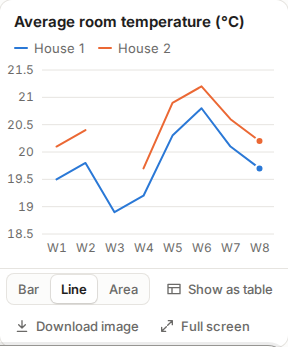 Average room temperature (°C)
House 1 House 2
21.5
21
20.5
20
19.5
19
18.5
W1 W2 W3 W4 W5 W6 W7 W8
Bar Line Area Show as table
Download image Full screen